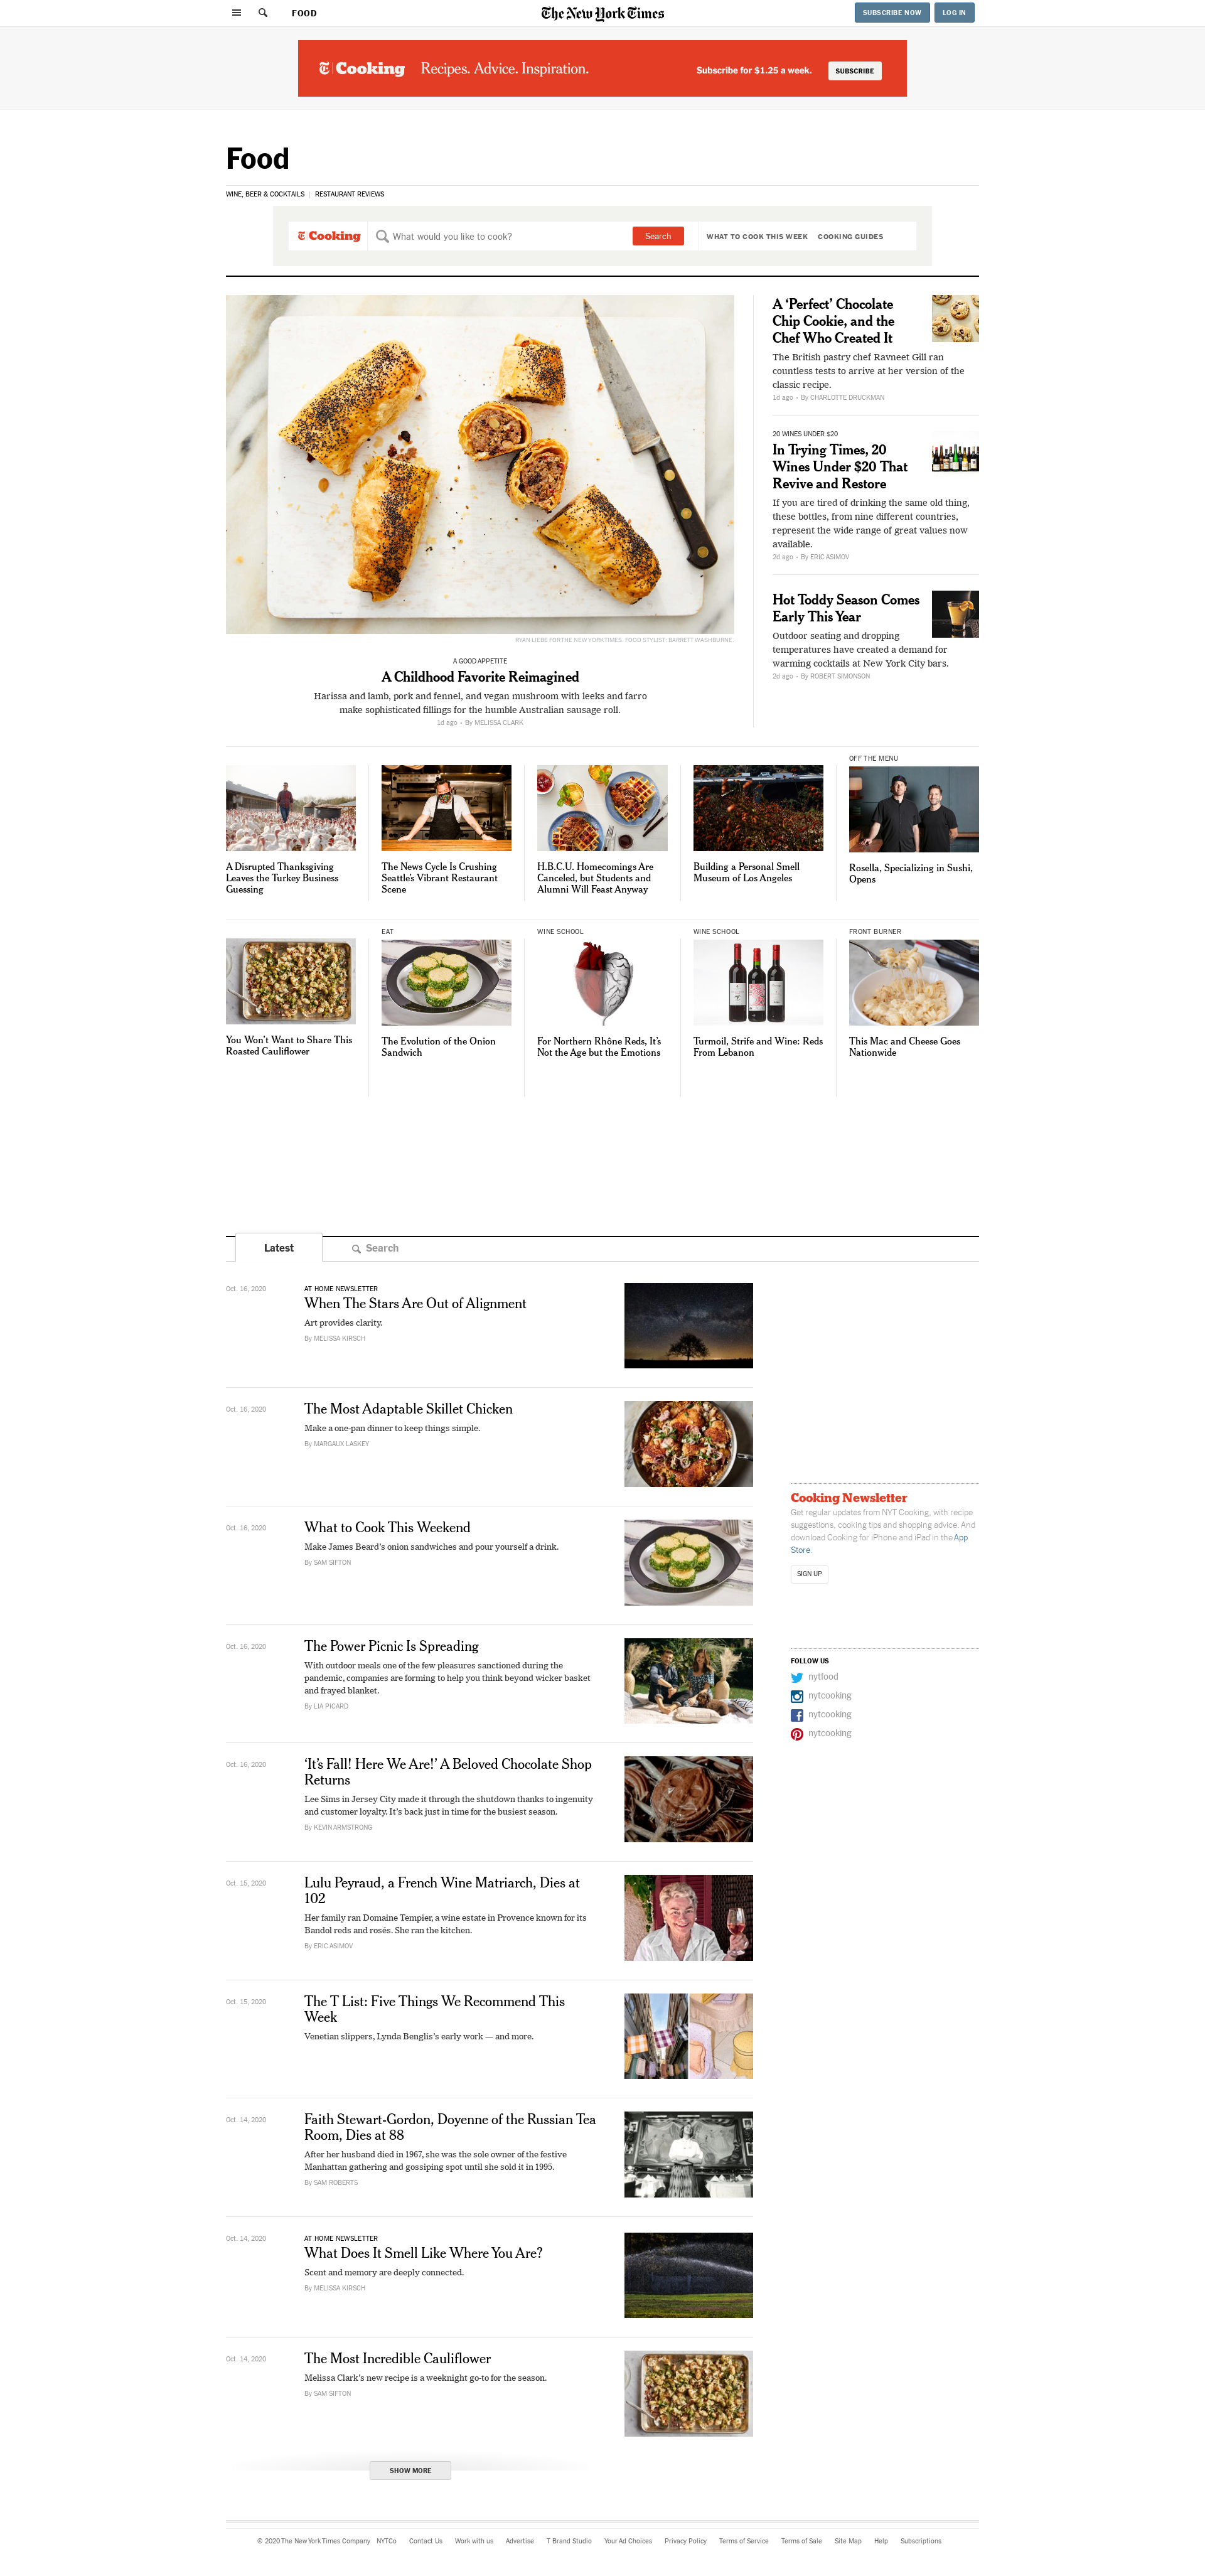 FOOD
The New York Times
SUBSCRIBE NOW
LOG IN
T Cooking
Recipes. Advice. Inspiration.
Subscribe for $1.25 a week.
SUBSCRIBE
Food
WINE, BEER & COCKTAILS
RESTAURANT REVIEWS
T Cooking
What would you like to cook?
Search
WHAT TO COOK THIS WEEK
COOKING GUIDES
RYAN LIEBE FOR THE NEW YORK TIMES. FOOD STYLIST: BARRETT WASHBURNE.
A GOOD APPETITE
A Childhood Favorite Reimagined
Harissa and lamb, pork and fennel, and vegan mushroom with leeks and farro
make sophisticated fillings for the humble Australian sausage roll.
1d ago - By MELISSA CLARK
A ‘Perfect’ Chocolate
Chip Cookie, and the
Chef Who Created It
The British pastry chef Ravneet Gill ran
countless tests to arrive at her version of the
classic recipe.
1d ago - By CHARLOTTE DRUCKMAN
20 WINES UNDER $20
In Trying Times, 20
Wines Under $20 That
Revive and Restore
If you are tired of drinking the same old thing,
these bottles, from nine different countries,
represent the wide range of great values now
available.
2d ago - By ERIC ASIMOV
Hot Toddy Season Comes
Early This Year
Outdoor seating and dropping
temperatures have created a demand for
warming cocktails at New York City bars.
2d ago - By ROBERT SIMONSON
A Disrupted Thanksgiving
Leaves the Turkey Business
Guessing
The News Cycle Is Crushing
Seattle’s Vibrant Restaurant
Scene
H.B.C.U. Homecomings Are
Canceled, but Students and
Alumni Will Feast Anyway
Building a Personal Smell
Museum of Los Angeles
OFF THE MENU
Rosella, Specializing in Sushi,
Opens
You Won’t Want to Share This
Roasted Cauliflower
EAT
The Evolution of the Onion
Sandwich
WINE SCHOOL
For Northern Rhône Reds, It’s
Not the Age but the Emotions
WINE SCHOOL
Turmoil, Strife and Wine: Reds
From Lebanon
FRONT BURNER
This Mac and Cheese Goes
Nationwide
Latest
Search
Oct. 16, 2020
AT HOME NEWSLETTER
When The Stars Are Out of Alignment
Art provides clarity.
By MELISSA KIRSCH
Oct. 16, 2020
The Most Adaptable Skillet Chicken
Make a one-pan dinner to keep things simple.
By MARGAUX LASKEY
Oct. 16, 2020
What to Cook This Weekend
Make James Beard’s onion sandwiches and pour yourself a drink.
By SAM SIFTON
Oct. 16, 2020
The Power Picnic Is Spreading
With outdoor meals one of the few pleasures sanctioned during the
pandemic, companies are forming to help you think beyond wicker basket
and frayed blanket.
By LIA PICARD
Oct. 16, 2020
‘It’s Fall! Here We Are!’ A Beloved Chocolate Shop
Returns
Lee Sims in Jersey City made it through the shutdown thanks to ingenuity
and customer loyalty. It’s back just in time for the busiest season.
By KEVIN ARMSTRONG
Oct. 15, 2020
Lulu Peyraud, a French Wine Matriarch, Dies at
102
Her family ran Domaine Tempier, a wine estate in Provence known for its
Bandol reds and rosés. She ran the kitchen.
By ERIC ASIMOV
Oct. 15, 2020
The T List: Five Things We Recommend This
Week
Venetian slippers, Lynda Benglis’s early work — and more.
Oct. 14, 2020
Faith Stewart-Gordon, Doyenne of the Russian Tea
Room, Dies at 88
After her husband died in 1967, she was the sole owner of the festive
Manhattan gathering and gossiping spot until she sold it in 1995.
By SAM ROBERTS
Oct. 14, 2020
AT HOME NEWSLETTER
What Does It Smell Like Where You Are?
Scent and memory are deeply connected.
By MELISSA KIRSCH
Oct. 14, 2020
The Most Incredible Cauliflower
Melissa Clark’s new recipe is a weeknight go-to for the season.
By SAM SIFTON
SHOW MORE
Cooking Newsletter
Get regular updates from NYT Cooking, with recipe
suggestions, cooking tips and shopping advice. And
download Cooking for iPhone and iPad in the App
Store.
SIGN UP
FOLLOW US
nytfood
nytcooking
nytcooking
nytcooking
© 2020 The New York Times Company NYTCo Contact Us Work with us Advertise T Brand Studio Your Ad Choices Privacy Policy Terms of Service Terms of Sale Site Map Help Subscriptions